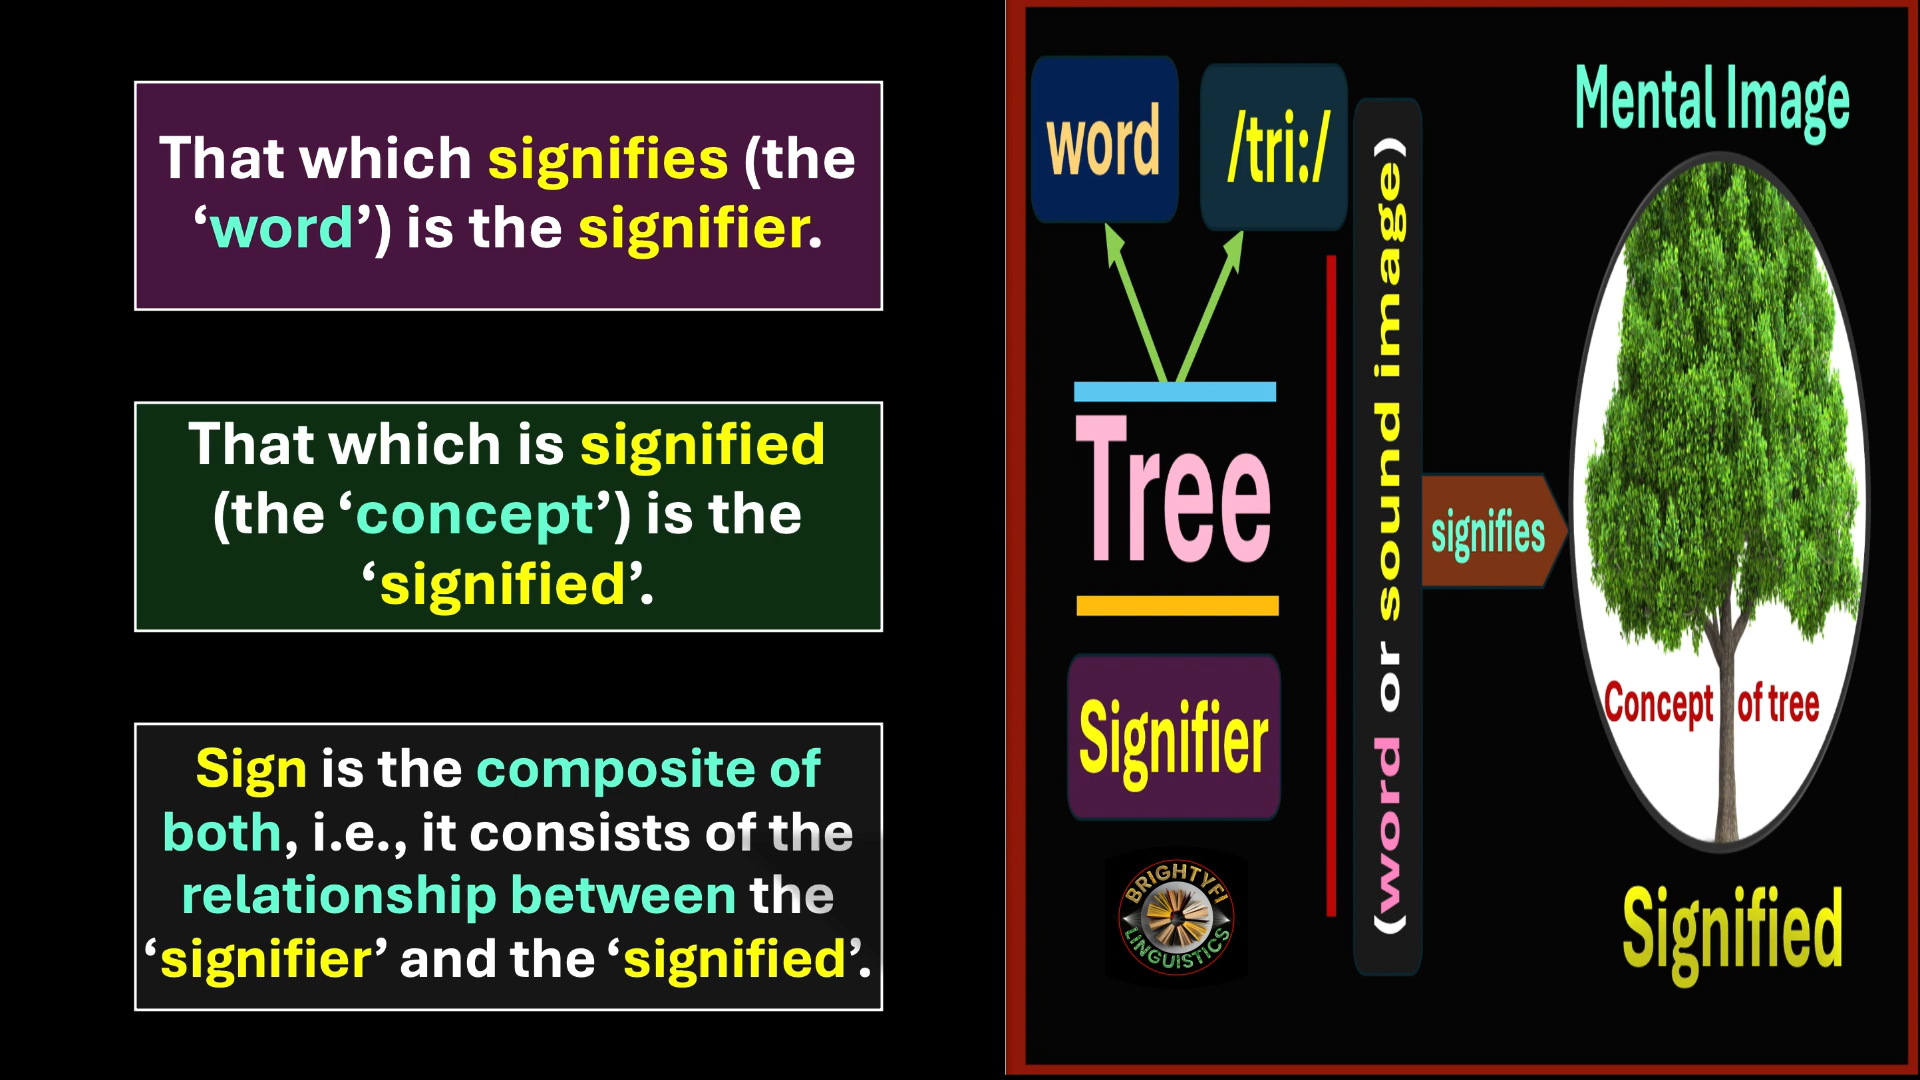 That which signifies (the
‘word’) is the signifier.
That which is signified
(the ‘concept’) is the
‘signified’.
Sign is the composite of
both, i.e., it consists of the
relationship between the
‘signifier’ and the ‘signified’.
word
/tri:/
Tree
Signifier
BRIGHTYFI
LINGUISTICS
(word or sound image)
signifies
Mental Image
Concept of tree
Signified